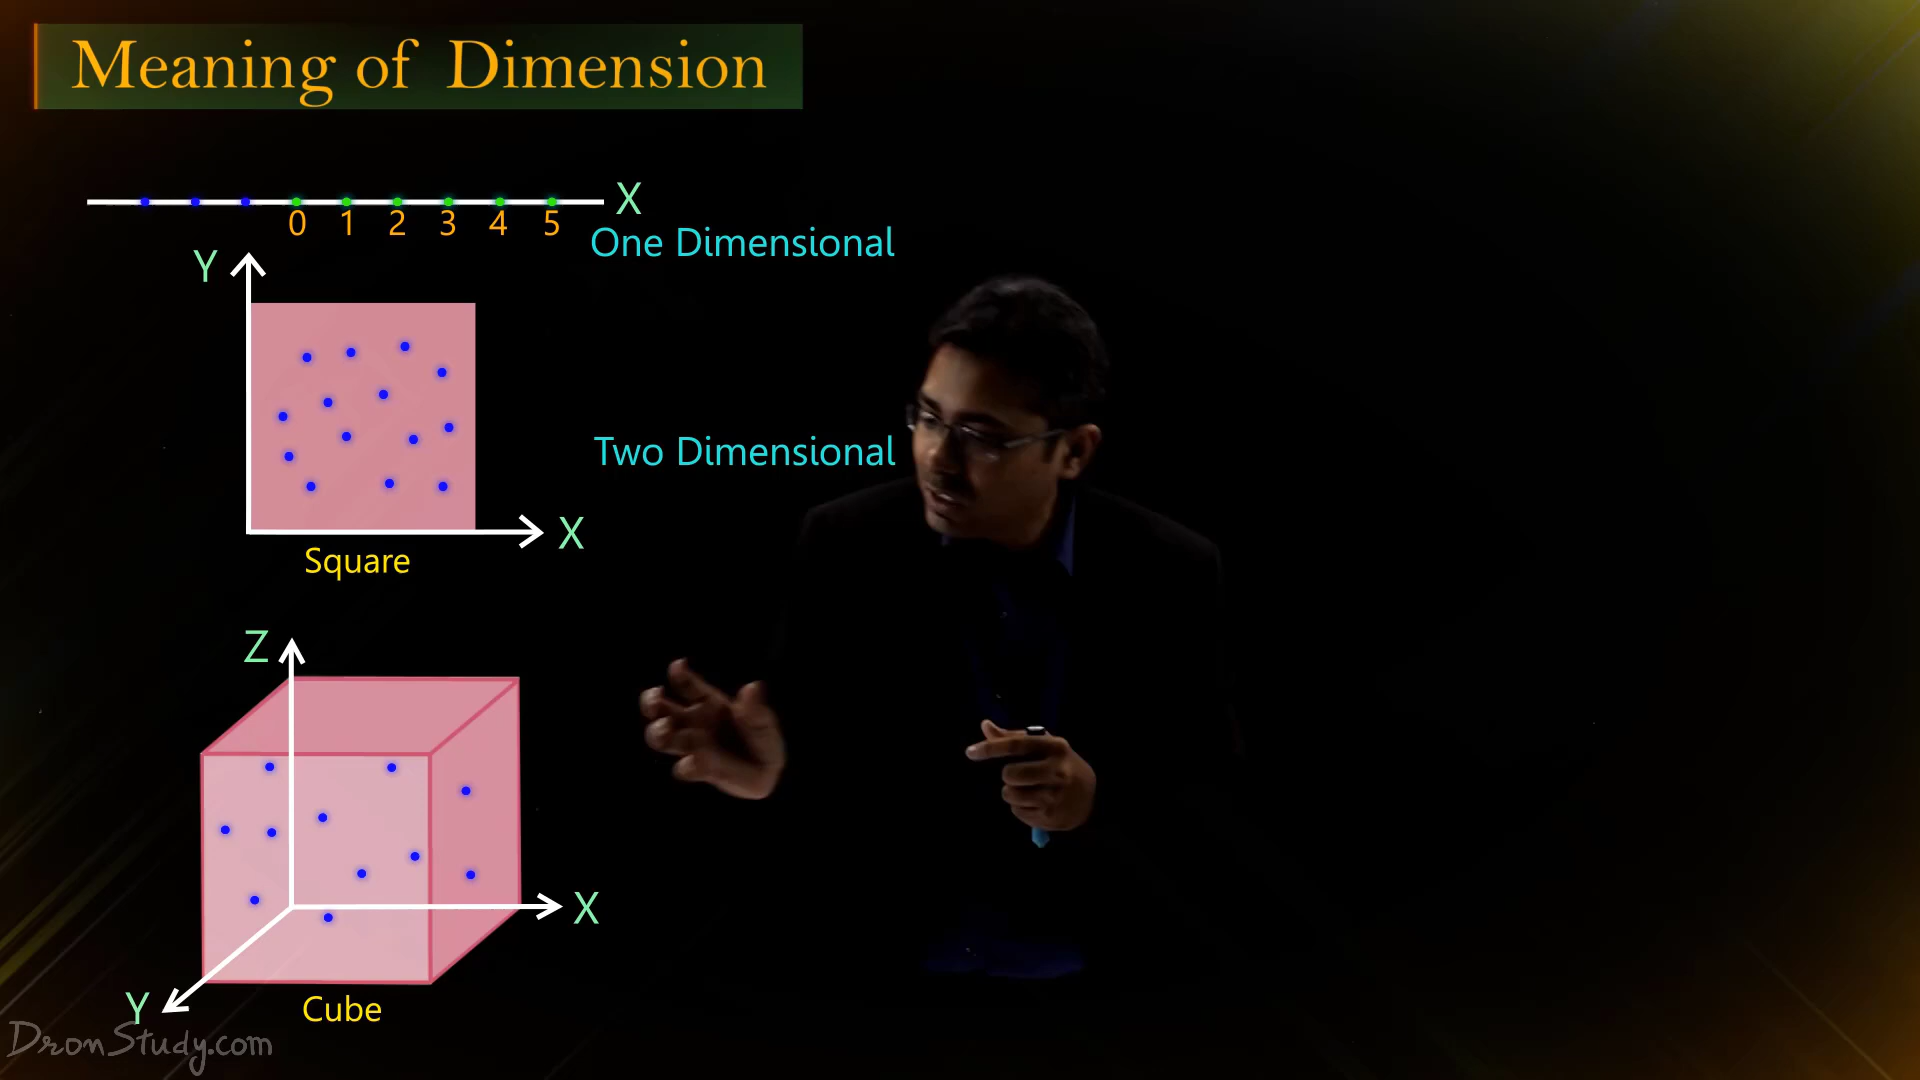 Meaning of Dimension
X
0 1 2 3 4 5
One Dimensional
Y
Two Dimensional
X
Square
Z
X
Y
Cube
DronStudy.com